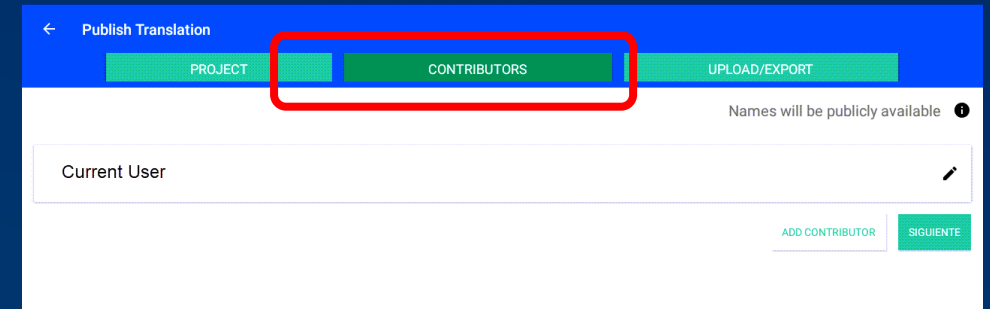 Publish Translation
PROJECT CONTRIBUTORS UPLOAD/EXPORT
Names will be publicly available
Current User
ADD CONTRIBUTOR SIGUIENTE